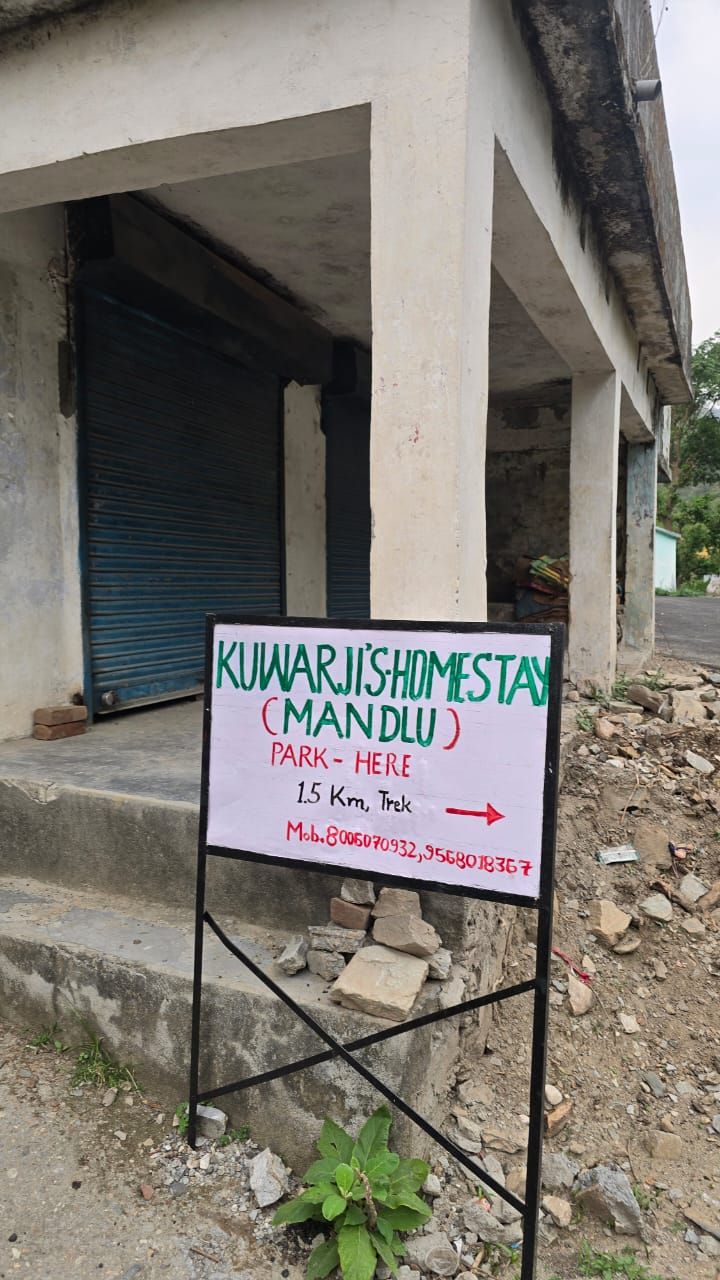 KUWARJI'S·HOMESTAY
(MANDLU)
PARK - HERE
1.5 Km, Trek
Mob.8006070932,9568018367